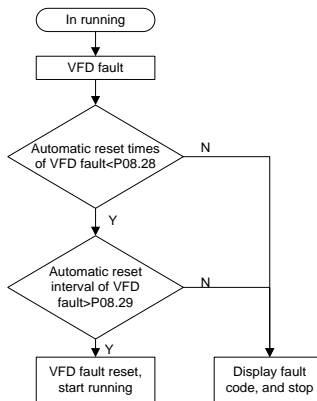 In running
VFD fault
Automatic reset times
of VFD fault<P08.28
N
Y
Automatic reset
interval of VFD
fault>P08.29
N
Y
VFD fault reset,
start running
Display fault
code, and stop